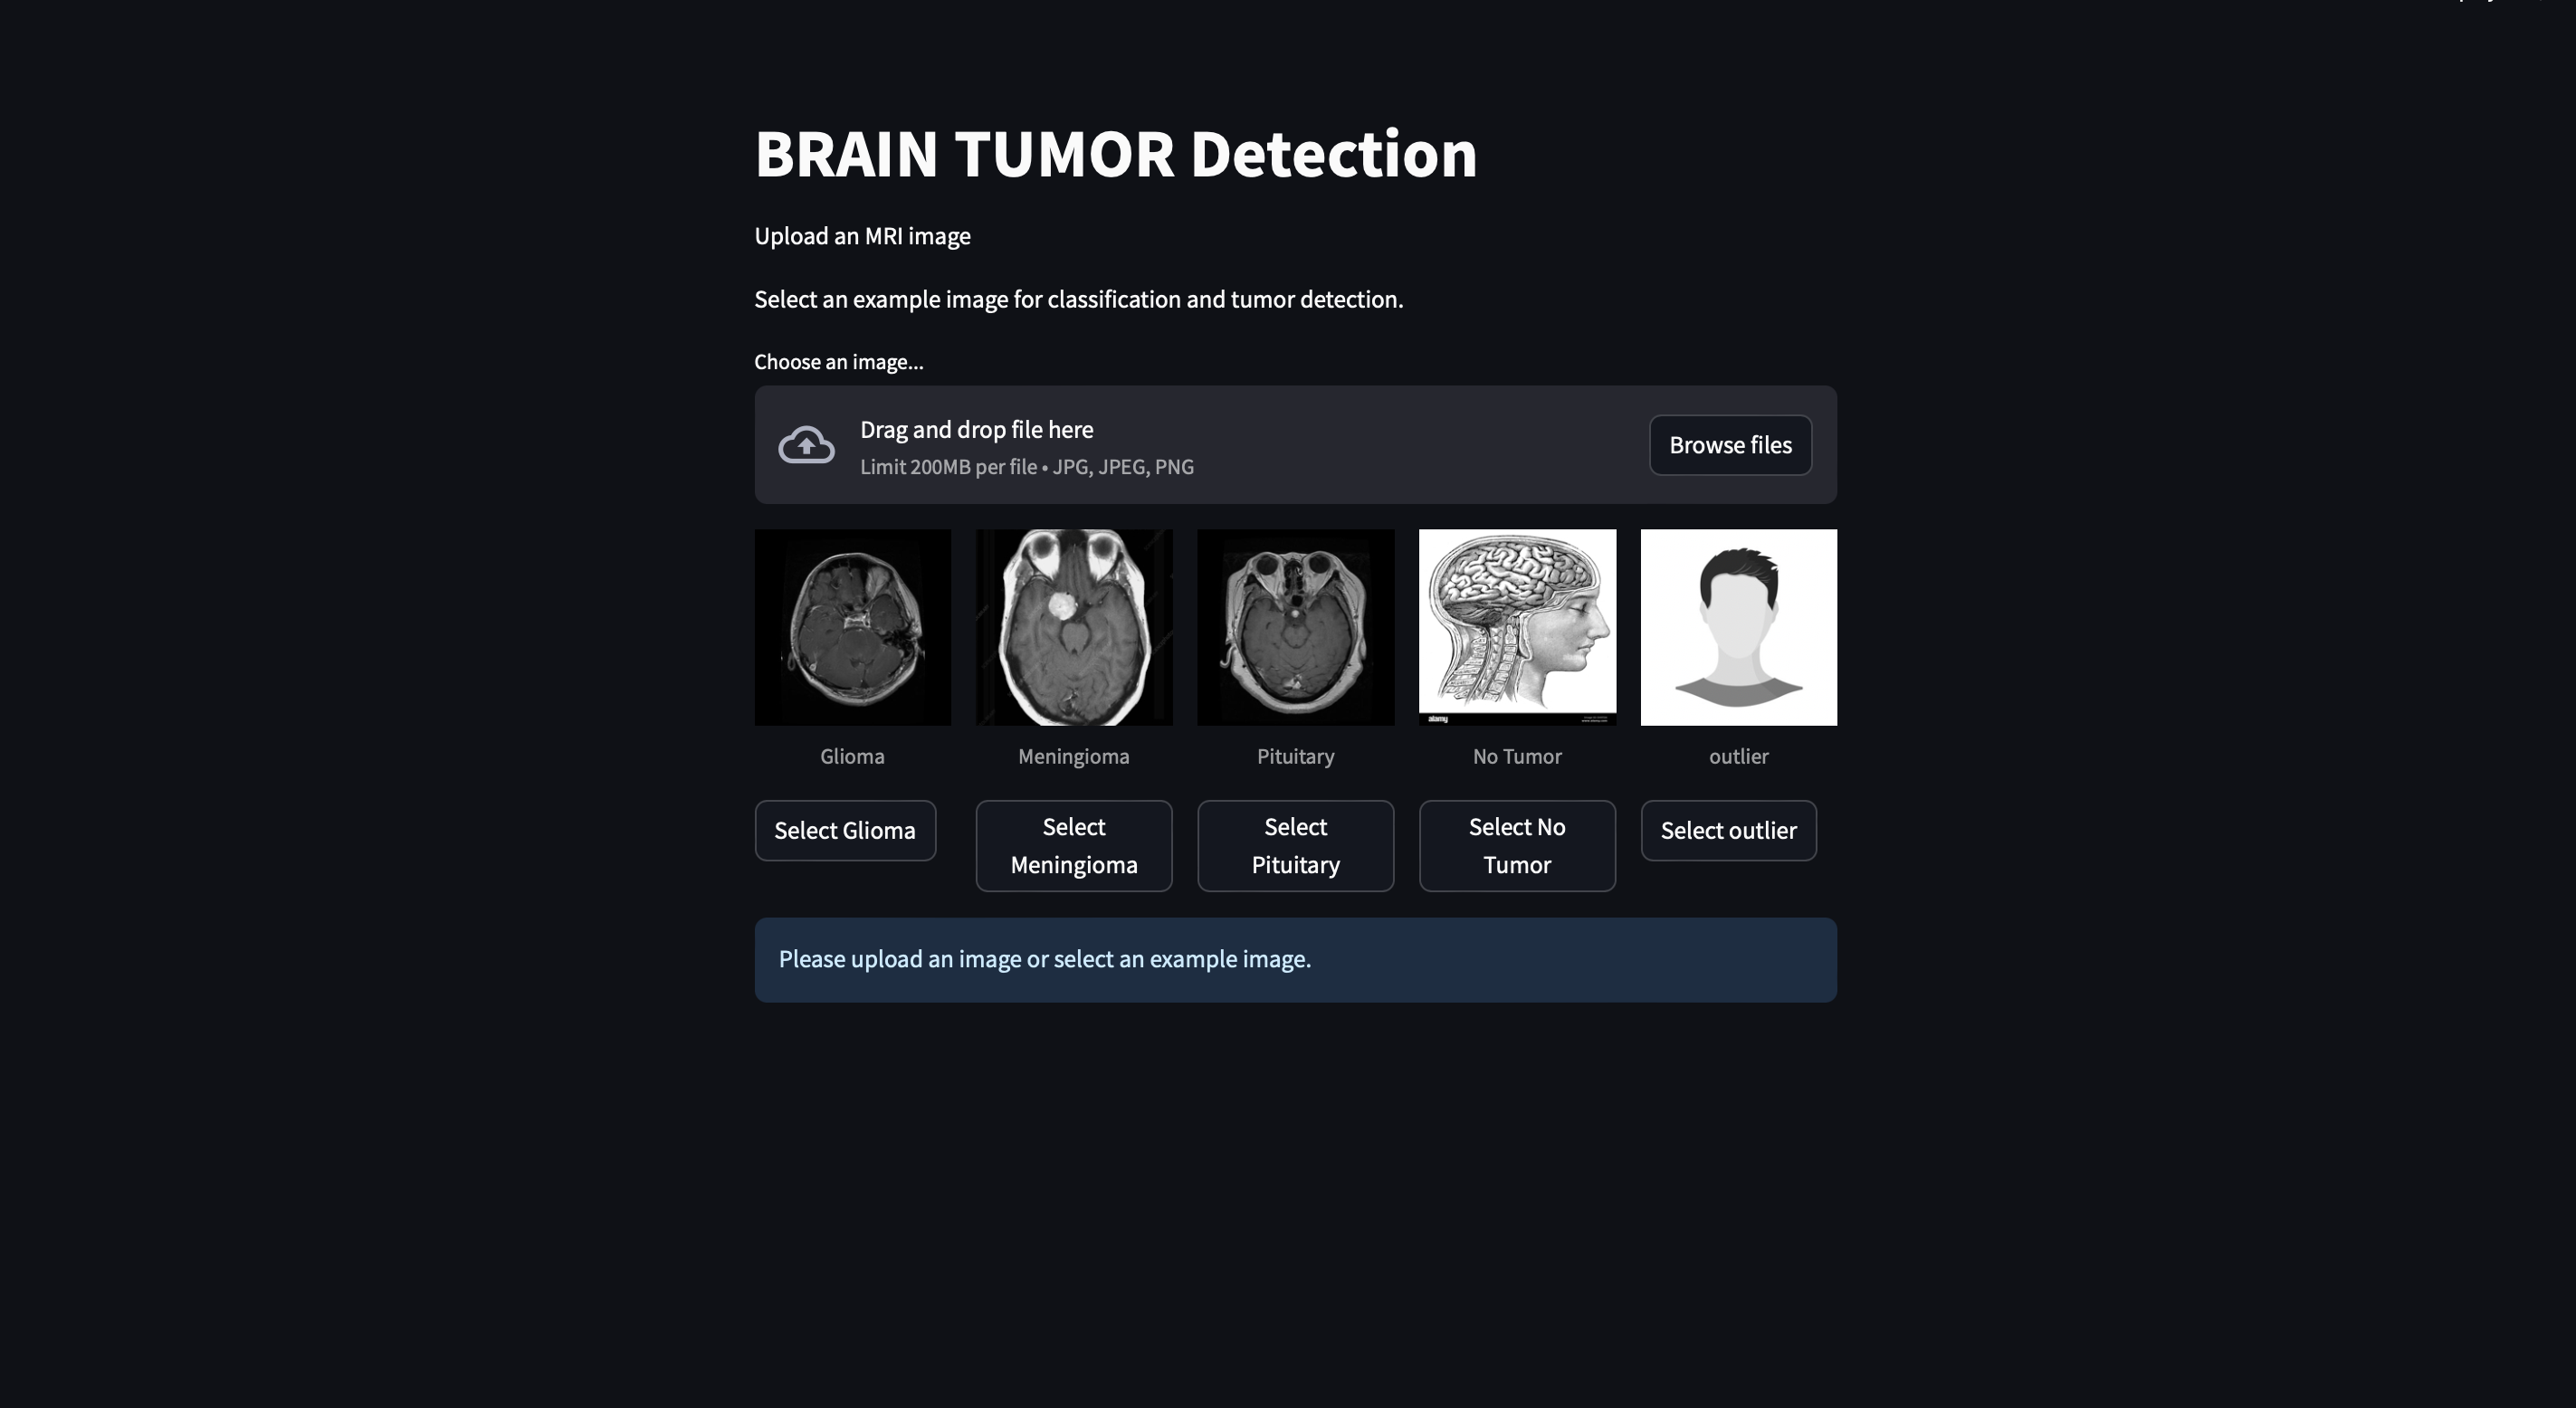 BRAIN TUMOR Detection
Upload an MRI image
Select an example image for classification and tumor detection.
Choose an image...
Drag and drop file here
Limit 200MB per file • JPG, JPEG, PNG
Browse files
alamy
Glioma
Meningioma
Pituitary
No Tumor
outlier
Select Glioma
Select
Meningioma
Select
Pituitary
Select No
Tumor
Select outlier
Please upload an image or select an example image.